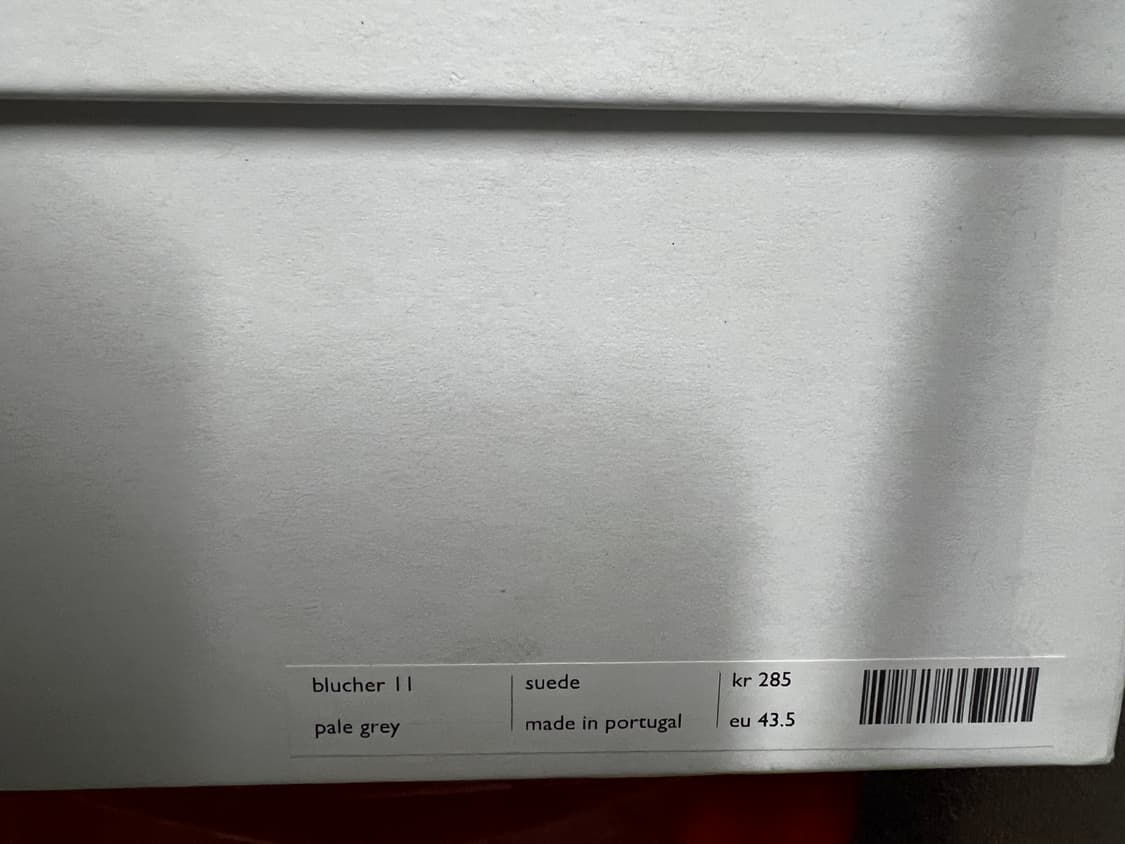 blucher 11
pale grey
suede
made in portugal
kr 285
eu 43.5